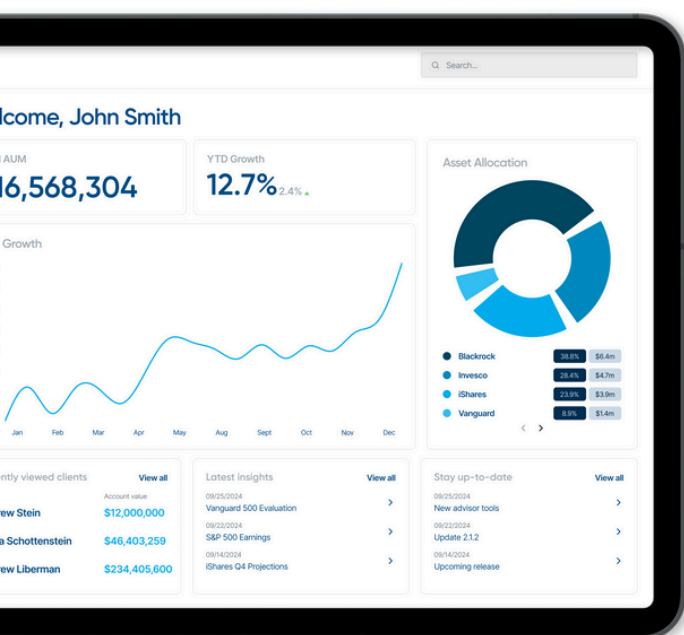 Search...
lcome, John Smith
AUM
16,568,304
YTD Growth
12.7% 2.4%
Asset Allocation
Growth
Blackrock 38.8% $6.4m
Invesco 28.4% $4.7m
iShares 23.9% $3.9m
Vanguard 8.9% $1.4m
Jan Feb Mar Apr May Aug Sept Oct Nov Dec
ntly viewed clients View all
Account value
ew Stein $12,000,000
a Schottenstein $46,403,259
ew Liberman $234,405,600
Latest insights View all
09/25/2024
Vanguard 500 Evaluation
09/22/2024
S&P 500 Earnings
09/14/2024
iShares Q4 Projections
Stay up-to-date View all
09/25/2024
New advisor tools
09/22/2024
Update 2.1.2
09/14/2024
Upcoming release